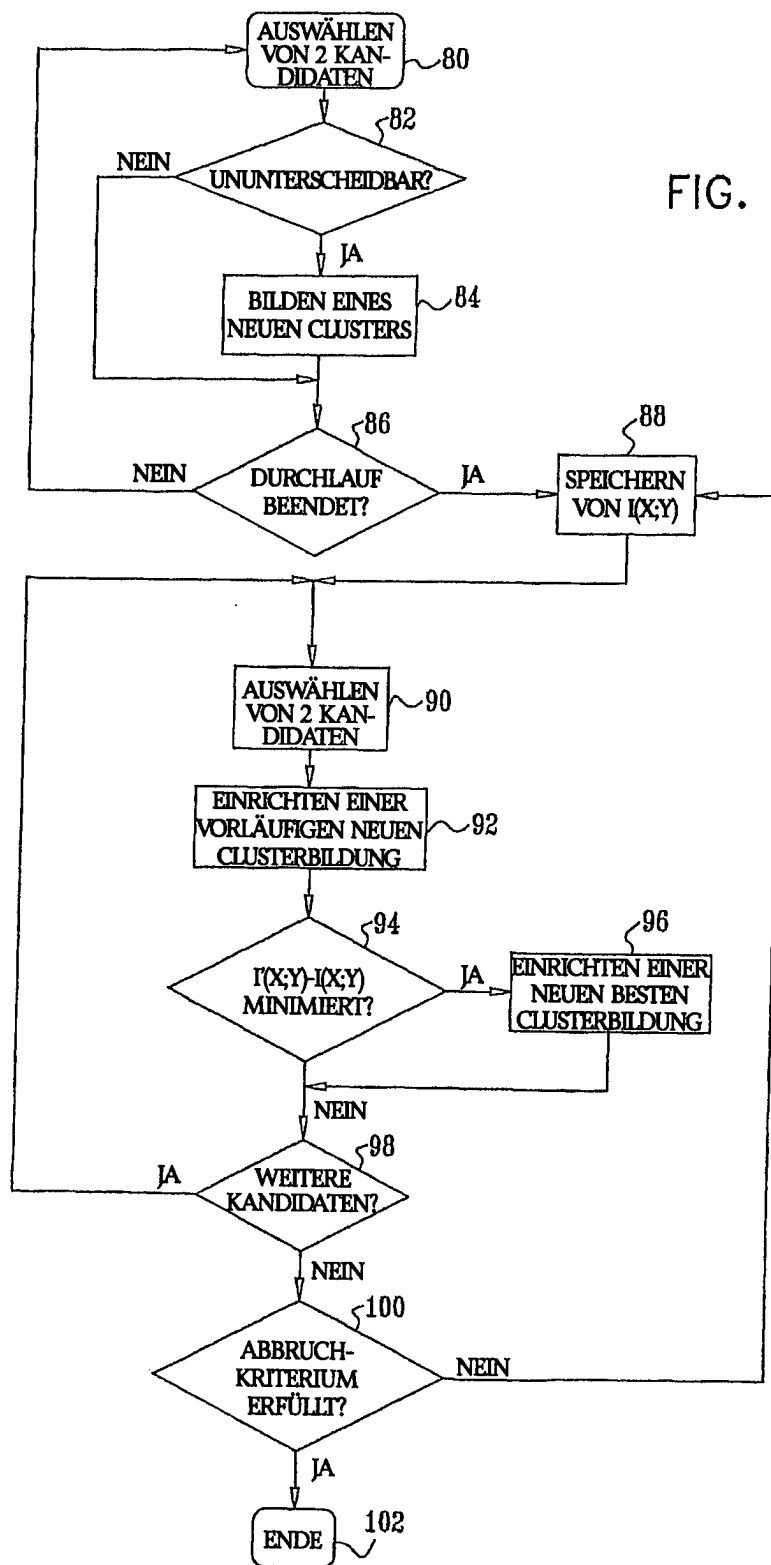 AUSWÄHLEN
VON 2 KAN-
DIDATEN
80
82
NEIN
UNUNTERSCHEIDBAR?
FIG.
JA
BILDEN EINES
NEUEN CLUSTERS
84
86
88
NEIN
DURCHLAUF
BEENDET?
JA
SPEICHERN
VON I(X;Y)
AUSWÄHLEN
VON 2 KAN-
DIDATEN
90
EINRICHTEN EINER
VORLÄUFIGEN NEUEN
CLUSTERBILDUNG
92
94
96
I'(X;Y)-I(X;Y)
MINIMIERT?
JA
EINRICHTEN EINER
NEUEN BESTEN
CLUSTERBILDUNG
NEIN
98
JA
WEITERE
KANDIDATEN?
NEIN
100
ABBRUCH-
KRITERIUM
ERFÜLLT?
NEIN
JA
ENDE
102